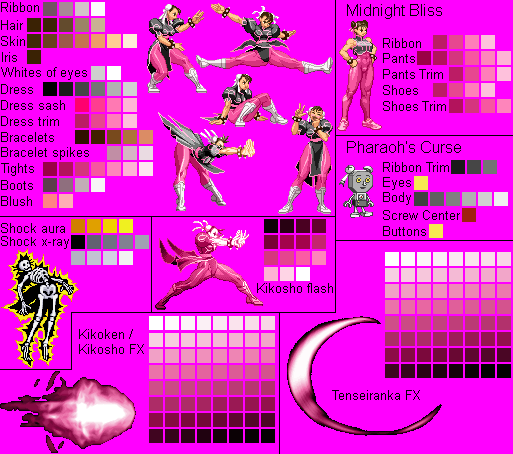 Ribbon
Hair
Skin
Iris
Whites of eyes
Dress
Dress sash
Dress trim
Bracelets
Bracelet spikes
Tights
Boots
Blush
Midnight Bliss
Ribbon
Pants
Pants Trim
Shoes
Shoes Trim
Pharaoh's Curse
Ribbon Trim
Eyes
Body
Screw Center
Buttons
Shock aura
Shock x-ray
Kikosho flash
Kikoken /
Kikosho FX
Tenseiranka FX